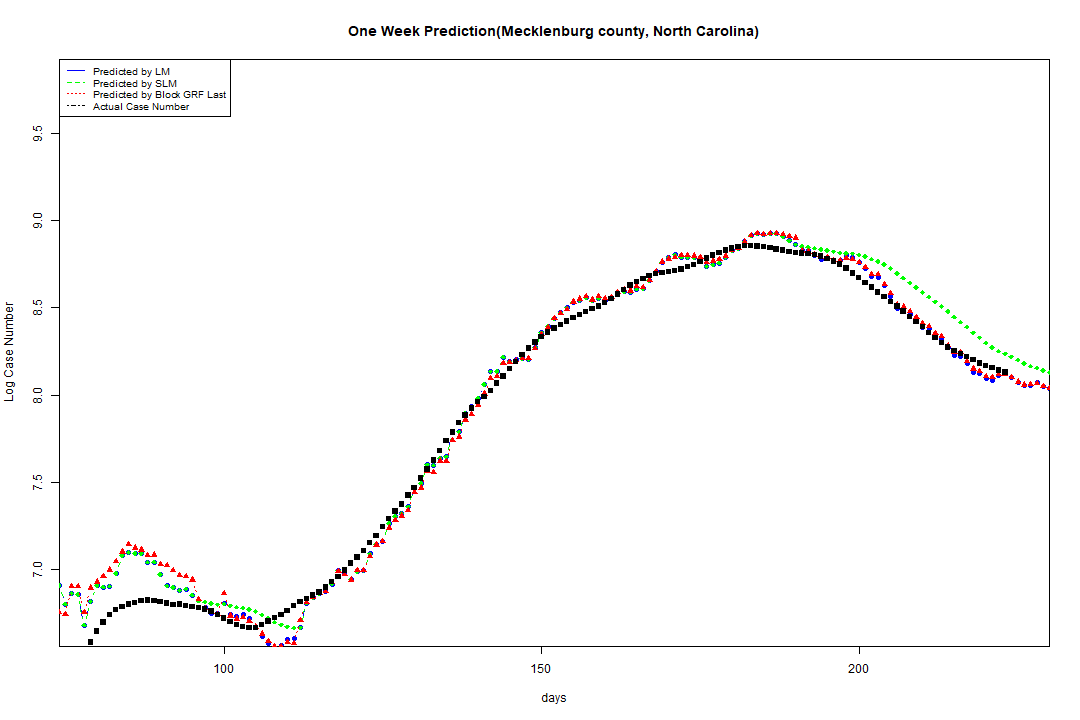 One Week Prediction(Mecklenburg county, North Carolina)
Predicted by LM
Predicted by SLM
Predicted by Block GRF Last
Actual Case Number
9.5
9.0
8.5
8.0
7.5
7.0
Log Case Number
100
150
200
days